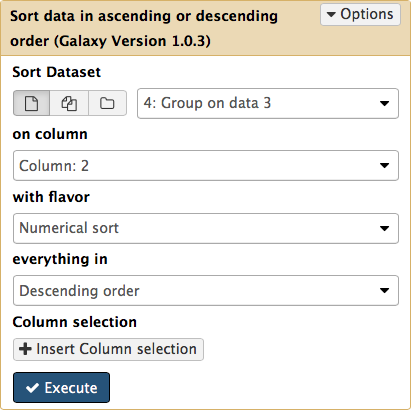 Sort data in ascending or descending
order (Galaxy Version 1.0.3)
Options
Sort Dataset
4: Group on data 3
on column
Column: 2
with flavor
Numerical sort
everything in
Descending order
Column selection
Insert Column selection
Execute